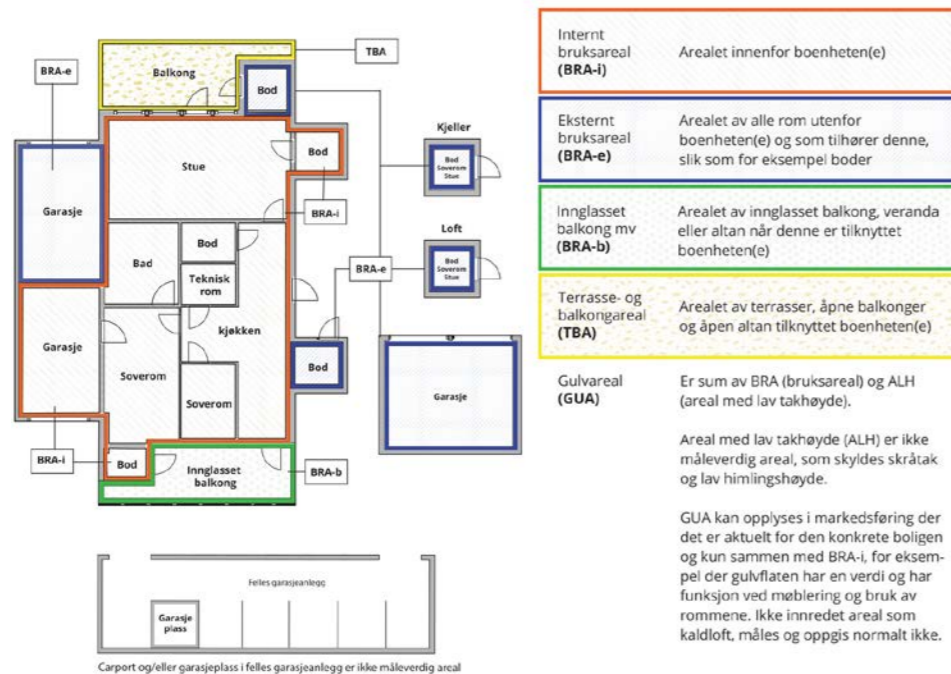 TBA
BRA-e
Balkong
Bod
Kjeller
Bod
Soverom
Stue
Stue
Bod
BRA-i
Garasje
Loft
Bod
Soverom
Stue
Bad
Bod
BRA-e
Teknisk
rom
kjøkken
Garasje
Soverom
Bod
Soverom
Garasje
BRA-i
Bod
Innglasset
balkong
BRA-b
Felles garasjeanlegg
Garasje
plass
Carport og/eller garasjeplass i felles garasjeanlegg er ikke måleverdig areal
Internt
bruksareal
(BRA-i)
Arealet innenfor boenheten(e)
Eksternt
bruksareal
(BRA-e)
Arealet av alle rom utenfor
boenheten(e) og som tilhører denne,
slik som for eksempel boder
Innglasset
balkong mv
(BRA-b)
Arealet av innglasset balkong, veranda
eller altan når denne er tilknyttet
boenheten(e)
Terrasse- og
balkongareal
(TBA)
Arealet av terrasser, åpne balkonger
og åpen altan tilknyttet boenheten(e)
Gulvareal
(GUA)
Er sum av BRA (bruksareal) og ALH
(areal med lav takhøyde).
Areal med lav takhøyde (ALH) er ikke
måleverdig areal, som skyldes skråtak
og lav himlingshøyde.
GUA kan opplyses i markedsføring der
det er aktuelt for den konkrete boligen
og kun sammen med BRA-i, for eksem-
pel der gulvflaten har en verdi og har
funksjon ved møblering og bruk av
rommene. Ikke innredet areal som
kaldloft, måles og oppgis normalt ikke.